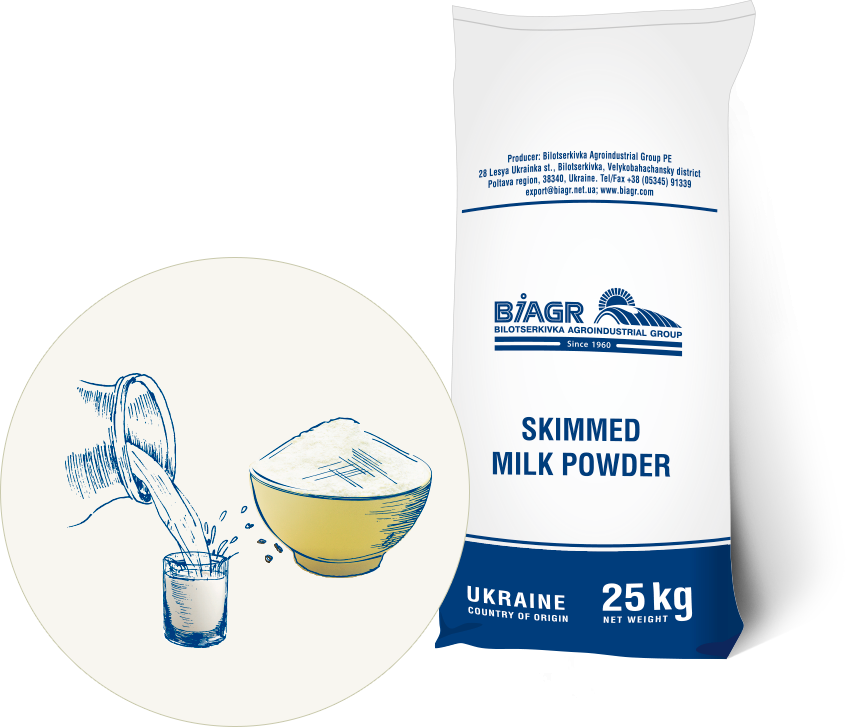 Producer: Bilotserkivka Agroindustrial Group PE
28 Lesya Ukrainka st., Bilotserkivka, Velykobahachansky district
Poltava region, 38340, Ukraine. Tel/Fax +38 (05345) 91339
export@biagr.net.ua; www.biagr.com
BIAGR
BILOTSERKIVKA AGROINDUSTRIAL GROUP
Since 1960
SKIMMED
MILK POWDER
UKRAINE
COUNTRY OF ORIGIN
25 kg
NET WEIGHT